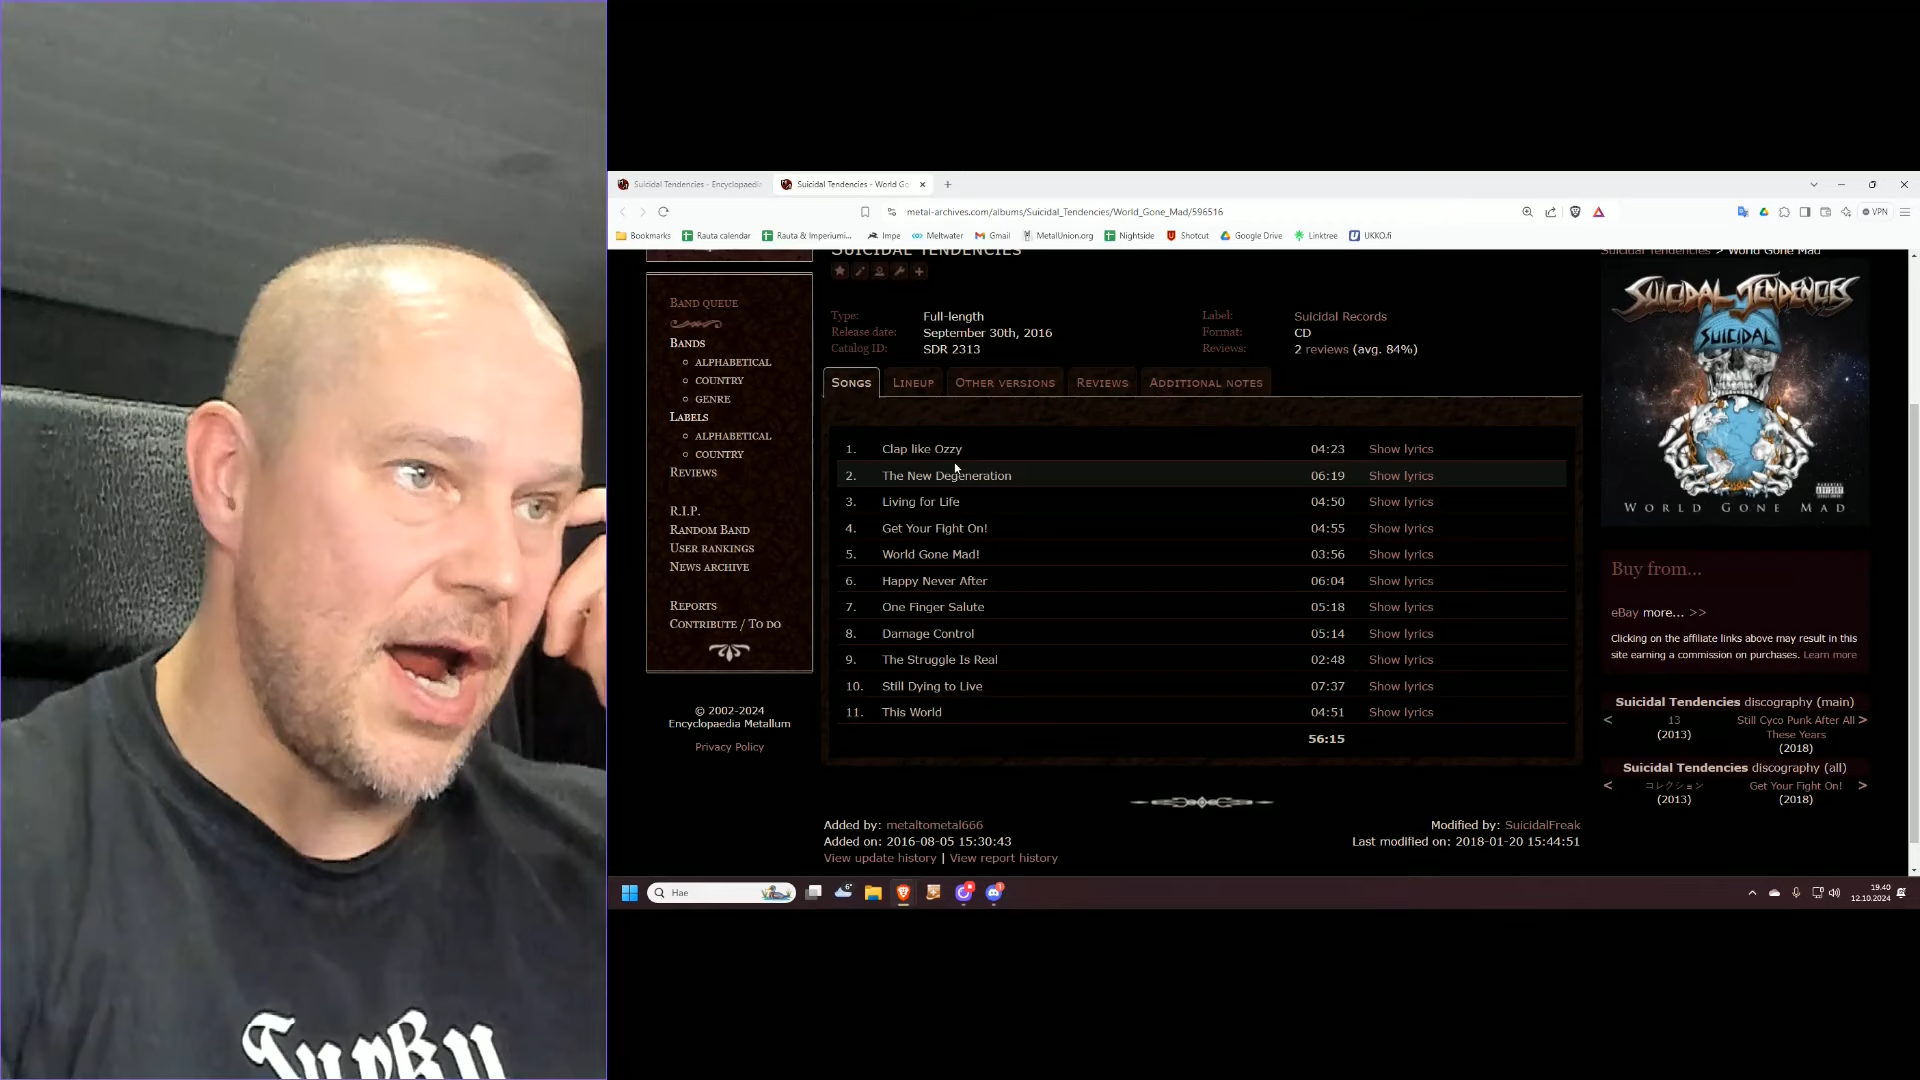 Suicidal Tendencies - Encyclopaedi
Suicidal Tendencies - World Go
metal-archives.com/albums/Suicidal_Tendencies/World_Gone_Mad/596516
VPN
Bookmarks
Rauta calendar
Rauta & Imperiumi...
Impe
Meltwater
Gmail
MetalUnion.org
Nightside
Shotcut
Google Drive
Linktree
UKKO.fi
SUICIDAL TENDENCIES
Suicidal Tendencies > World Gone Mad
BAND QUEUE
BANDS
ALPHABETICAL
COUNTRY
GENRE
LABELS
ALPHABETICAL
COUNTRY
REVIEWS
R.I.P.
RANDOM BAND
USER RANKINGS
NEWS ARCHIVE
REPORTS
CONTRIBUTE / TO DO
© 2002-2024
Encyclopaedia Metallum
Privacy Policy
Type: Full-length
Release date: September 30th, 2016
Catalog ID: SDR 2313
Label: Suicidal Records
Format: CD
Reviews: 2 reviews (avg. 84%)
SONGS LINEUP OTHER VERSIONS REVIEWS ADDITIONAL NOTES
1. Clap like Ozzy 04:23 Show lyrics
2. The New Degeneration 06:19 Show lyrics
3. Living for Life 04:50 Show lyrics
4. Get Your Fight On! 04:55 Show lyrics
5. World Gone Mad! 03:56 Show lyrics
6. Happy Never After 06:04 Show lyrics
7. One Finger Salute 05:18 Show lyrics
8. Damage Control 05:14 Show lyrics
9. The Struggle Is Real 02:48 Show lyrics
10. Still Dying to Live 07:37 Show lyrics
11. This World 04:51 Show lyrics
56:15
Added by: metaltometal666
Added on: 2016-08-05 15:30:43
View update history | View report history
Modified by: SuicidalFreak
Last modified on: 2018-01-20 15:44:51
SUICIDAL TENDENCIES
SUICIDAL
WORLD GONE MAD
Buy from...
eBay more... >>
Clicking on the affiliate links above may result in this
site earning a commission on purchases. Learn more
Suicidal Tendencies discography (main)
< 13
(2013)
Still Cyco Punk After All >
These Years
(2018)
Suicidal Tendencies discography (all)
< コレクション
(2013)
Get Your Fight On! >
(2018)
Hae
6°
19.40
12.10.2024